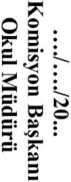 …./…./20...
Komisyon Başkanı
Okul Müdürü